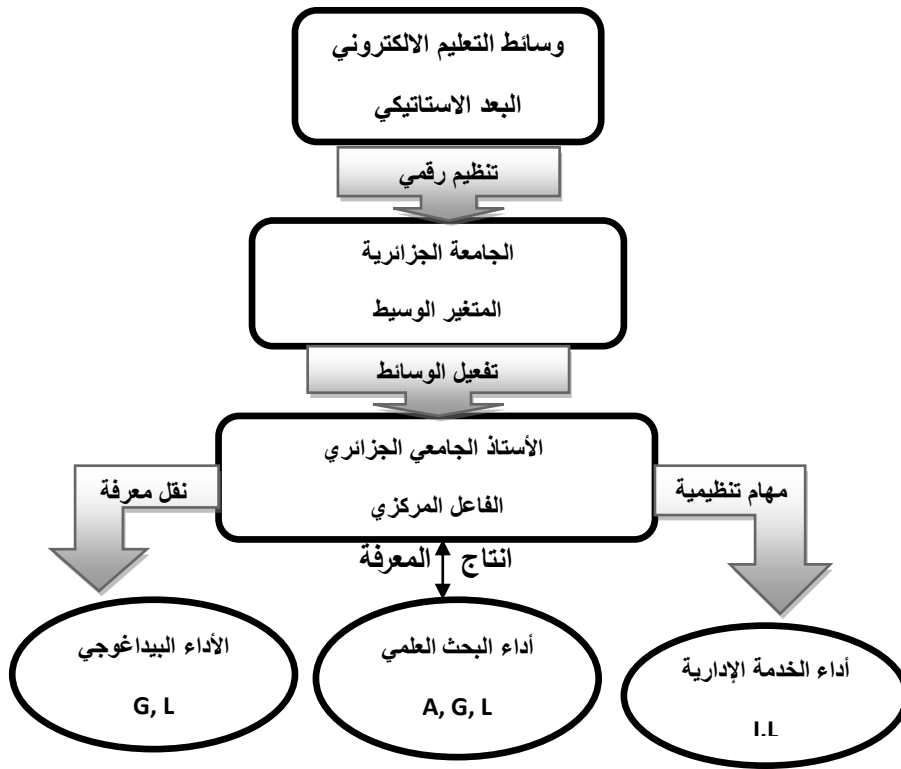 وسائط التعليم الالكتروني
البعد الاستاتيكي
تنظيم رقمي
الجامعة الجزائرية
المتغير الوسيط
تفعيل الوسائط
الأستاذ الجامعي الجزائري
الفاعل المركزي
مهام تنظيمية
نقل معرفة
انتاج المعرفة
أداء الخدمة الإدارية
أداء البحث العلمي
الأداء البيداغوجي
A, G, L
G, L